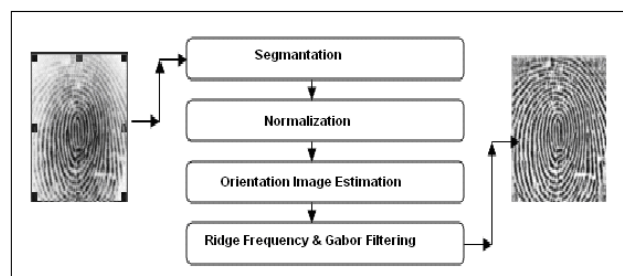 Segmantation
Normalization
Orientation Image Estimation
Ridge Frequency & Gabor Filtering